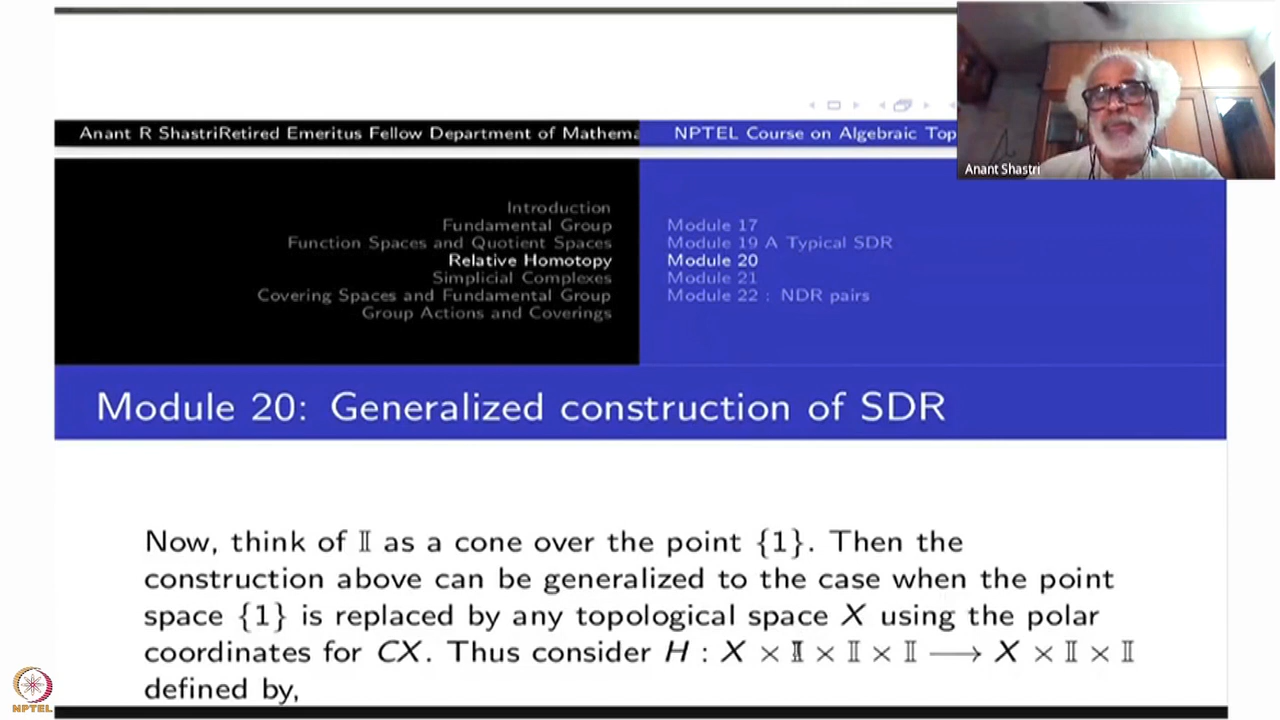 Anant R ShastriRetired Emeritus Fellow Department of Mathema
NPTEL Course on Algebraic Top
Anant Shastri
Introduction
Fundamental Group
Function Spaces and Quotient Spaces
Relative Homotopy
Simplicial Complexes
Covering Spaces and Fundamental Group
Group Actions and Coverings
Module 17
Module 19 A Typical SDR
Module 20
Module 21
Module 22 : NDR pairs
Module 20: Generalized construction of SDR
Now, think of 𝕀 as a cone over the point {1}. Then the
construction above can be generalized to the case when the point
space {1} is replaced by any topological space X using the polar
coordinates for CX. Thus consider H : X × 𝕀 × 𝕀 × 𝕀 ⟶ X × 𝕀 × 𝕀
defined by,
NPTEL